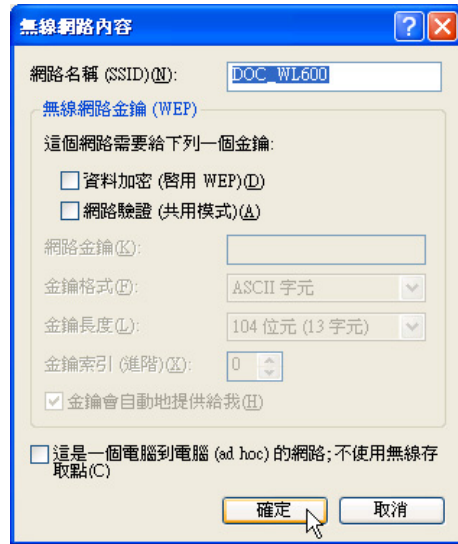 無線網路內容
網路名稱 (SSID)(N):
DOC_WL600
無線網路金鑰 (WEP)
這個網路需要給下列一個金鑰:
資料加密 (啓用 WEP)(D)
網路驗證 (共用模式)(A)
網路金鑰(K):
金鑰格式(F):
ASCII 字元
金鑰長度(L):
104 位元 (13 字元)
金鑰索引 (進階)(X):
0
金鑰會自動地提供給我(H)
這是一個電腦到電腦 (ad hoc) 的網路;不使用無線存
取點(C)
確定
取消